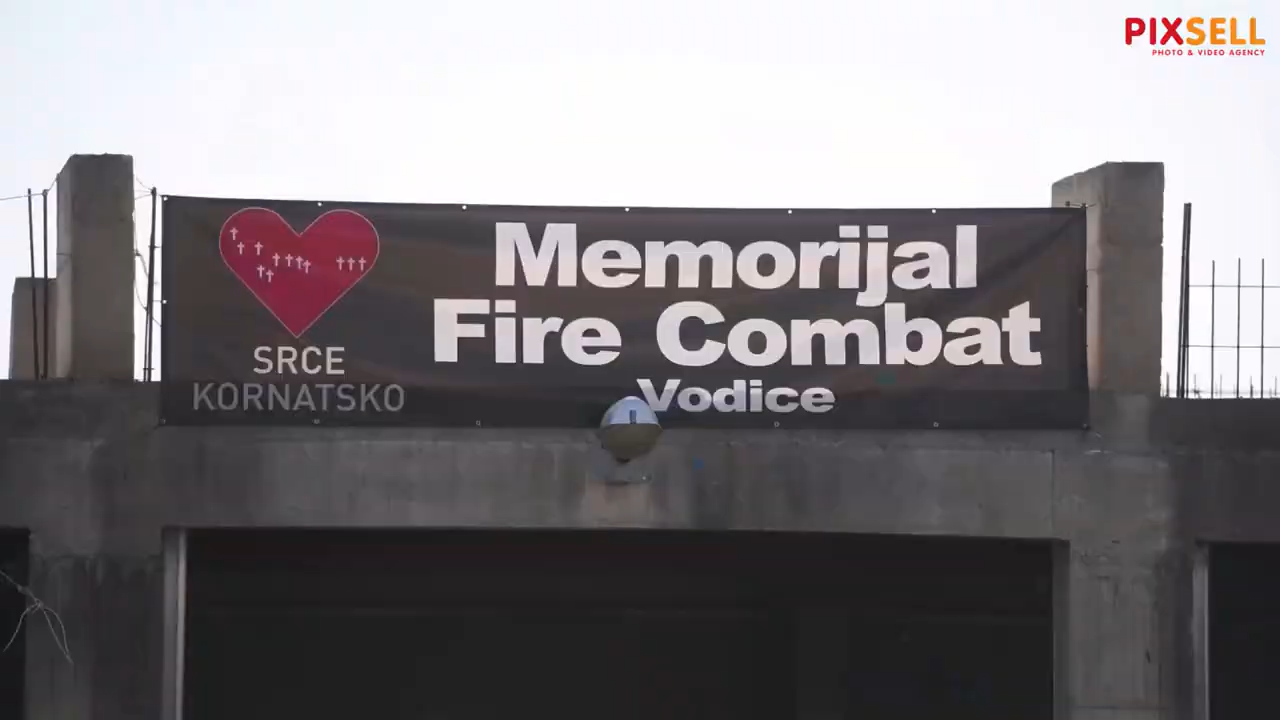 PIXSELL
PHOTO & VIDEO AGENCY
Memorijal
Fire Combat
Vodice
SRCE
KORNATSKO